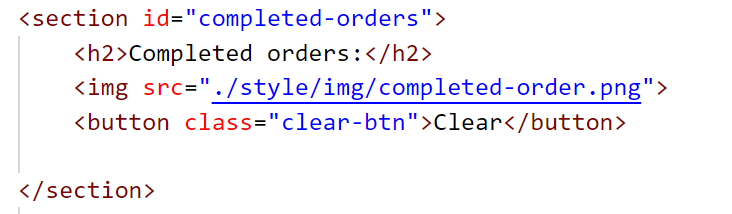 <section id="completed-orders">
    <h2>Completed orders:</h2>
    <img src="./style/img/completed-order.png">
    <button class="clear-btn">Clear</button>
</section>